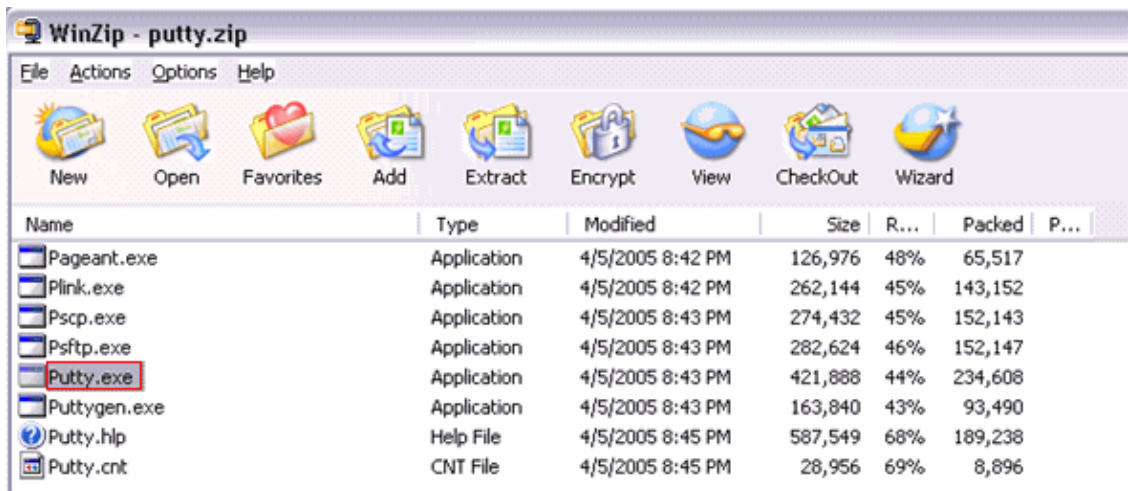 WinZip - putty.zip
File Actions Options Help
New Open Favorites Add Extract Encrypt View CheckOut Wizard
Name Type Modified Size R... Packed P...
Pageant.exe Application 4/5/2005 8:42 PM 126,976 48% 65,517
Plink.exe Application 4/5/2005 8:42 PM 262,144 45% 143,152
Pscp.exe Application 4/5/2005 8:43 PM 274,432 45% 152,143
Psftp.exe Application 4/5/2005 8:43 PM 282,624 46% 152,147
Putty.exe Application 4/5/2005 8:43 PM 421,888 44% 234,608
Puttygen.exe Application 4/5/2005 8:43 PM 163,840 43% 93,490
Putty.hlp Help File 4/5/2005 8:45 PM 587,549 68% 189,238
Putty.cnt CNT File 4/5/2005 8:45 PM 28,956 69% 8,896